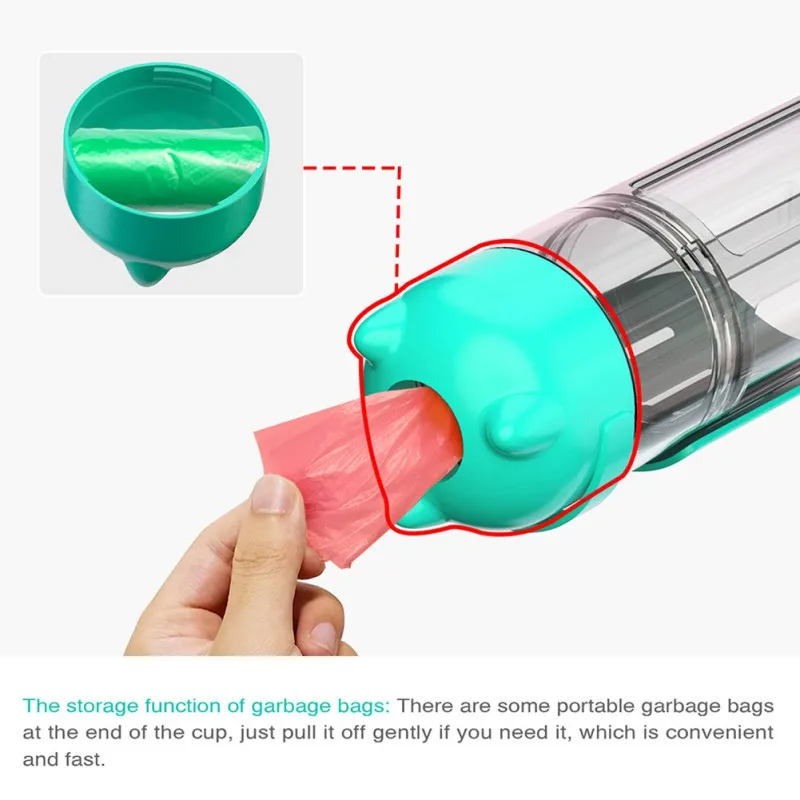 The storage function of garbage bags: There are some portable garbage bags
at the end of the cup, just pull it off gently if you need it, which is convenient
and fast.